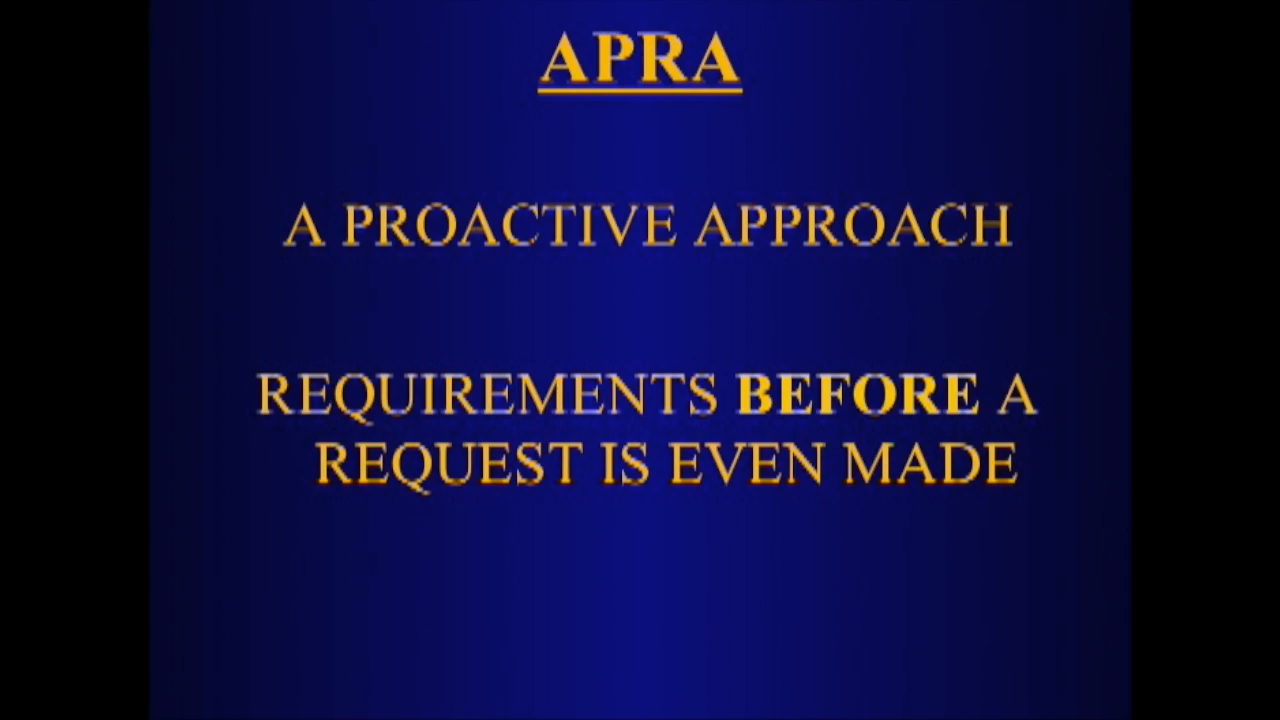 APRA
A PROACTIVE APPROACH
REQUIREMENTS BEFORE A
REQUEST IS EVEN MADE